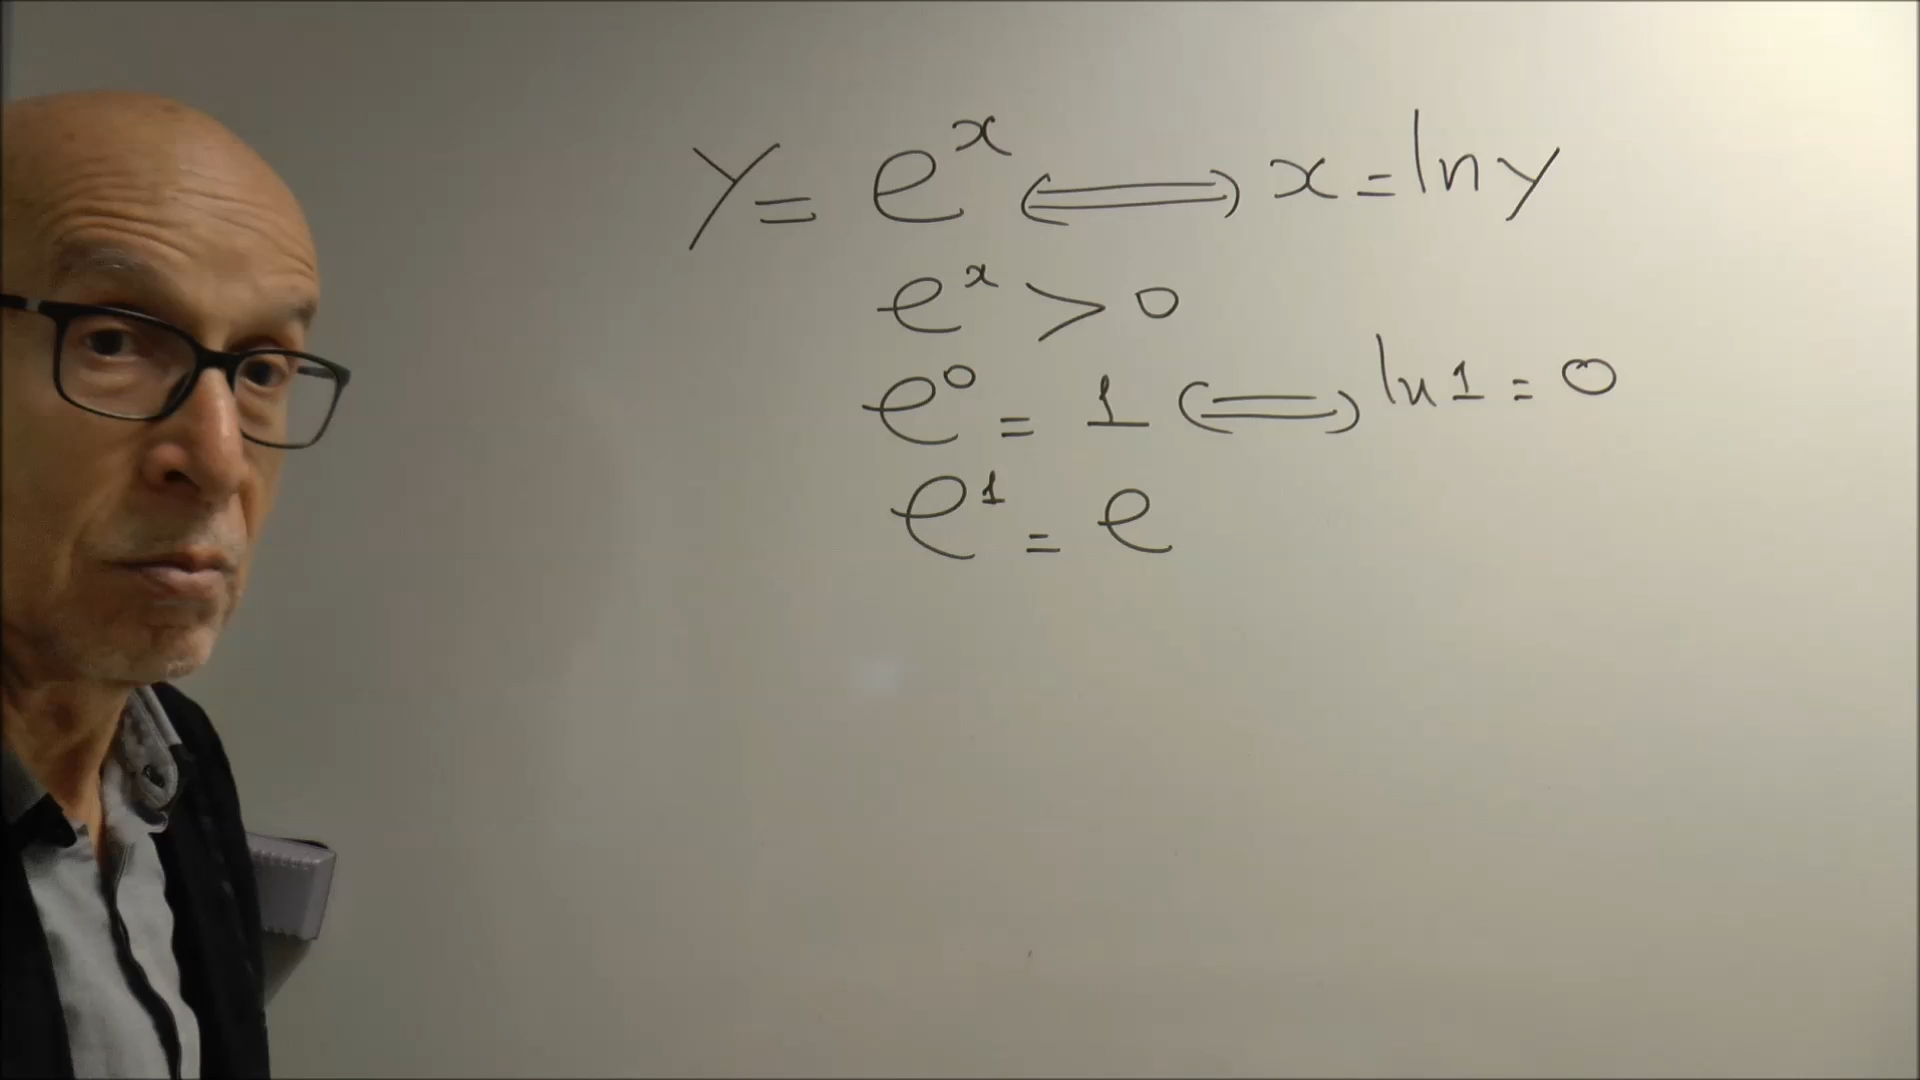 y = e^x ⟺ x = ln y
e^x > 0
e^0 = 1 ⟺ ln 1 = 0
e^1 = e